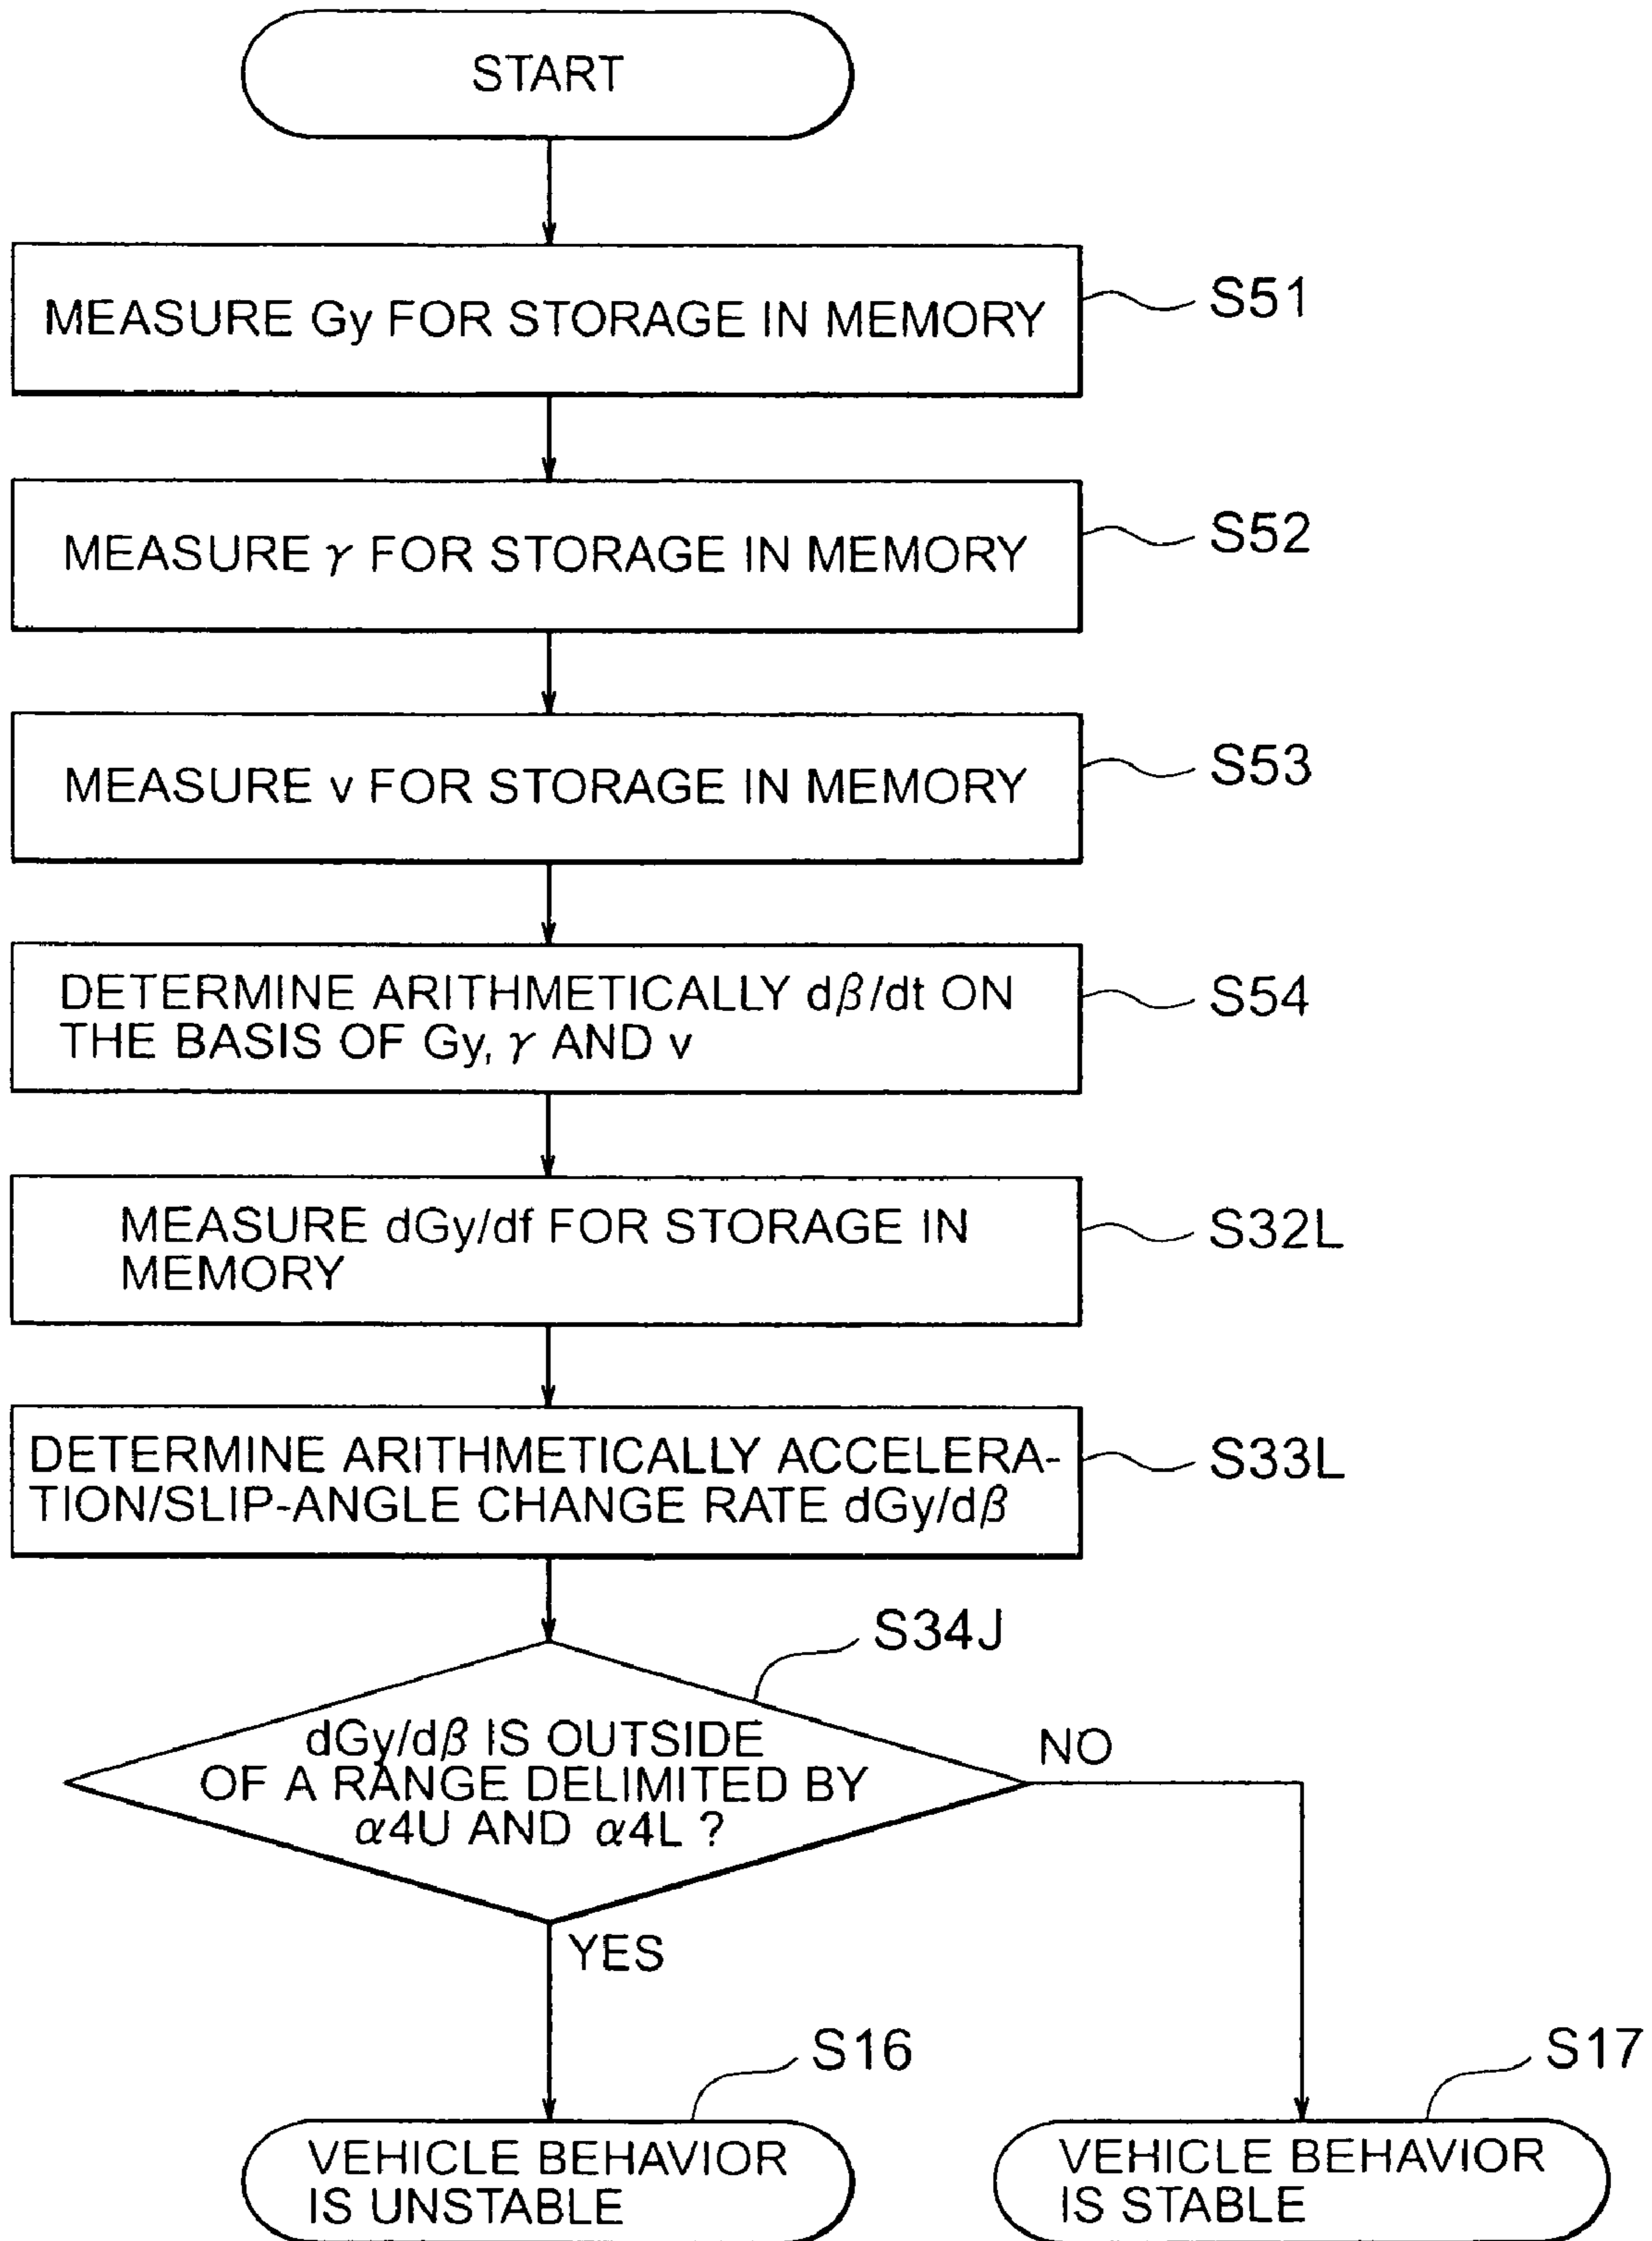 START
MEASURE Gy FOR STORAGE IN MEMORY
S51
MEASURE γ FOR STORAGE IN MEMORY
S52
MEASURE v FOR STORAGE IN MEMORY
S53
DETERMINE ARITHMETICALLY dβ/dt ON
THE BASIS OF Gy, γ AND v
S54
MEASURE dGy/df FOR STORAGE IN
MEMORY
S32L
DETERMINE ARITHMETICALLY ACCELERA-
TION/SLIP-ANGLE CHANGE RATE dGy/dβ
S33L
S34J
dGy/dβ IS OUTSIDE
OF A RANGE DELIMITED BY
α4U AND α4L ?
NO
YES
S16
VEHICLE BEHAVIOR
IS UNSTABLE
S17
VEHICLE BEHAVIOR
IS STABLE